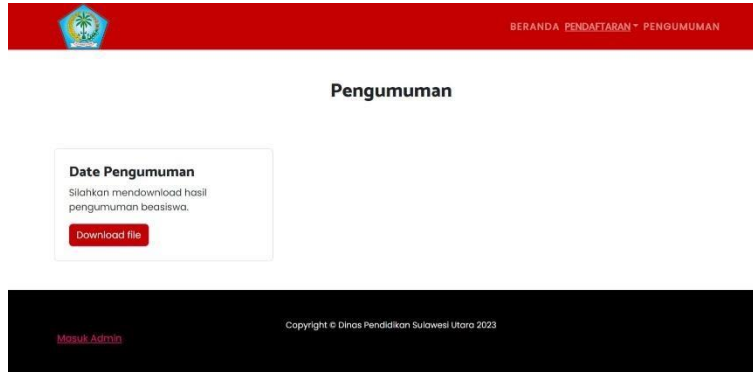 BERANDA PENDAFTARAN PENGUMUMAN
Pengumuman
Date Pengumuman
Silahkan mendownload hasil
pengumuman beasiswa.
Download file
Copyright © Dinas Pendidikan Sulawesi Utara 2023
Masuk Admin